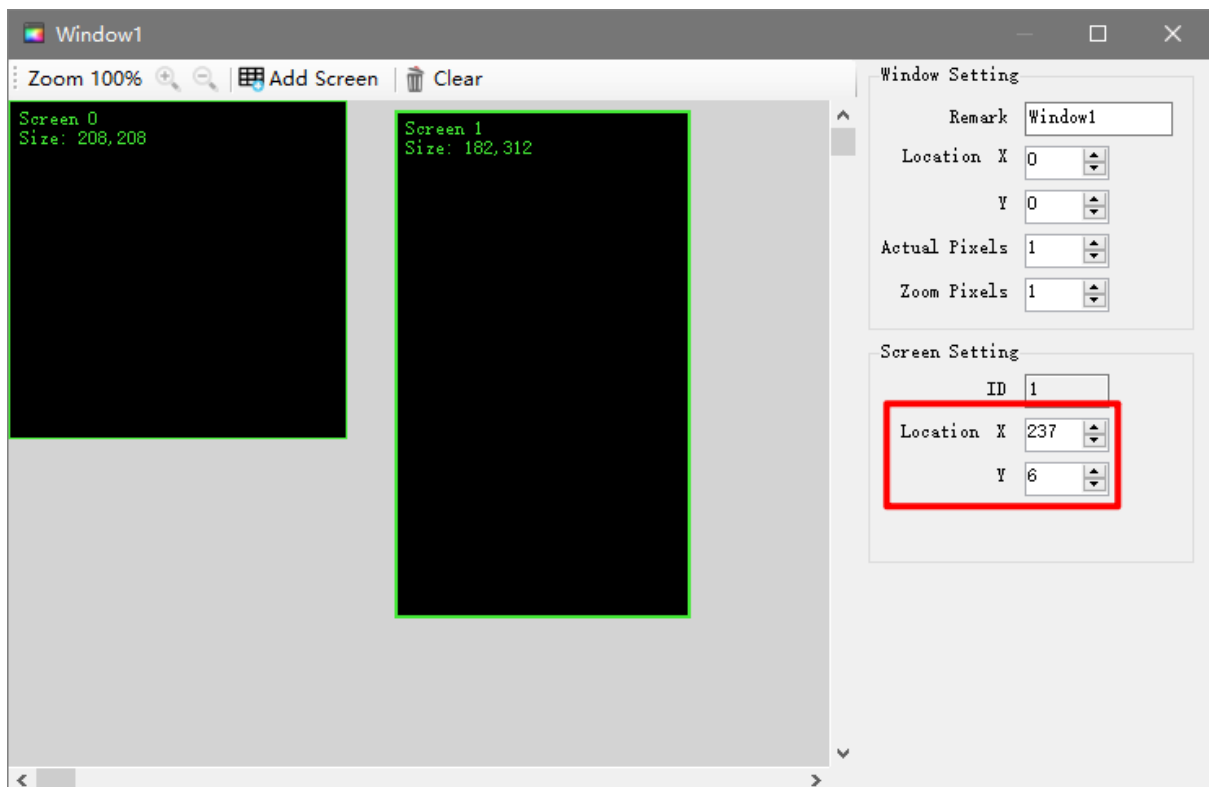 Window1
Zoom 100% Add Screen Clear
Screen 0
Size: 208,208
Screen 1
Size: 182,312
Window Setting
Remark Window1
Location X 0
Y 0
Actual Pixels 1
Zoom Pixels 1
Screen Setting
ID 1
Location X 237
Y 6